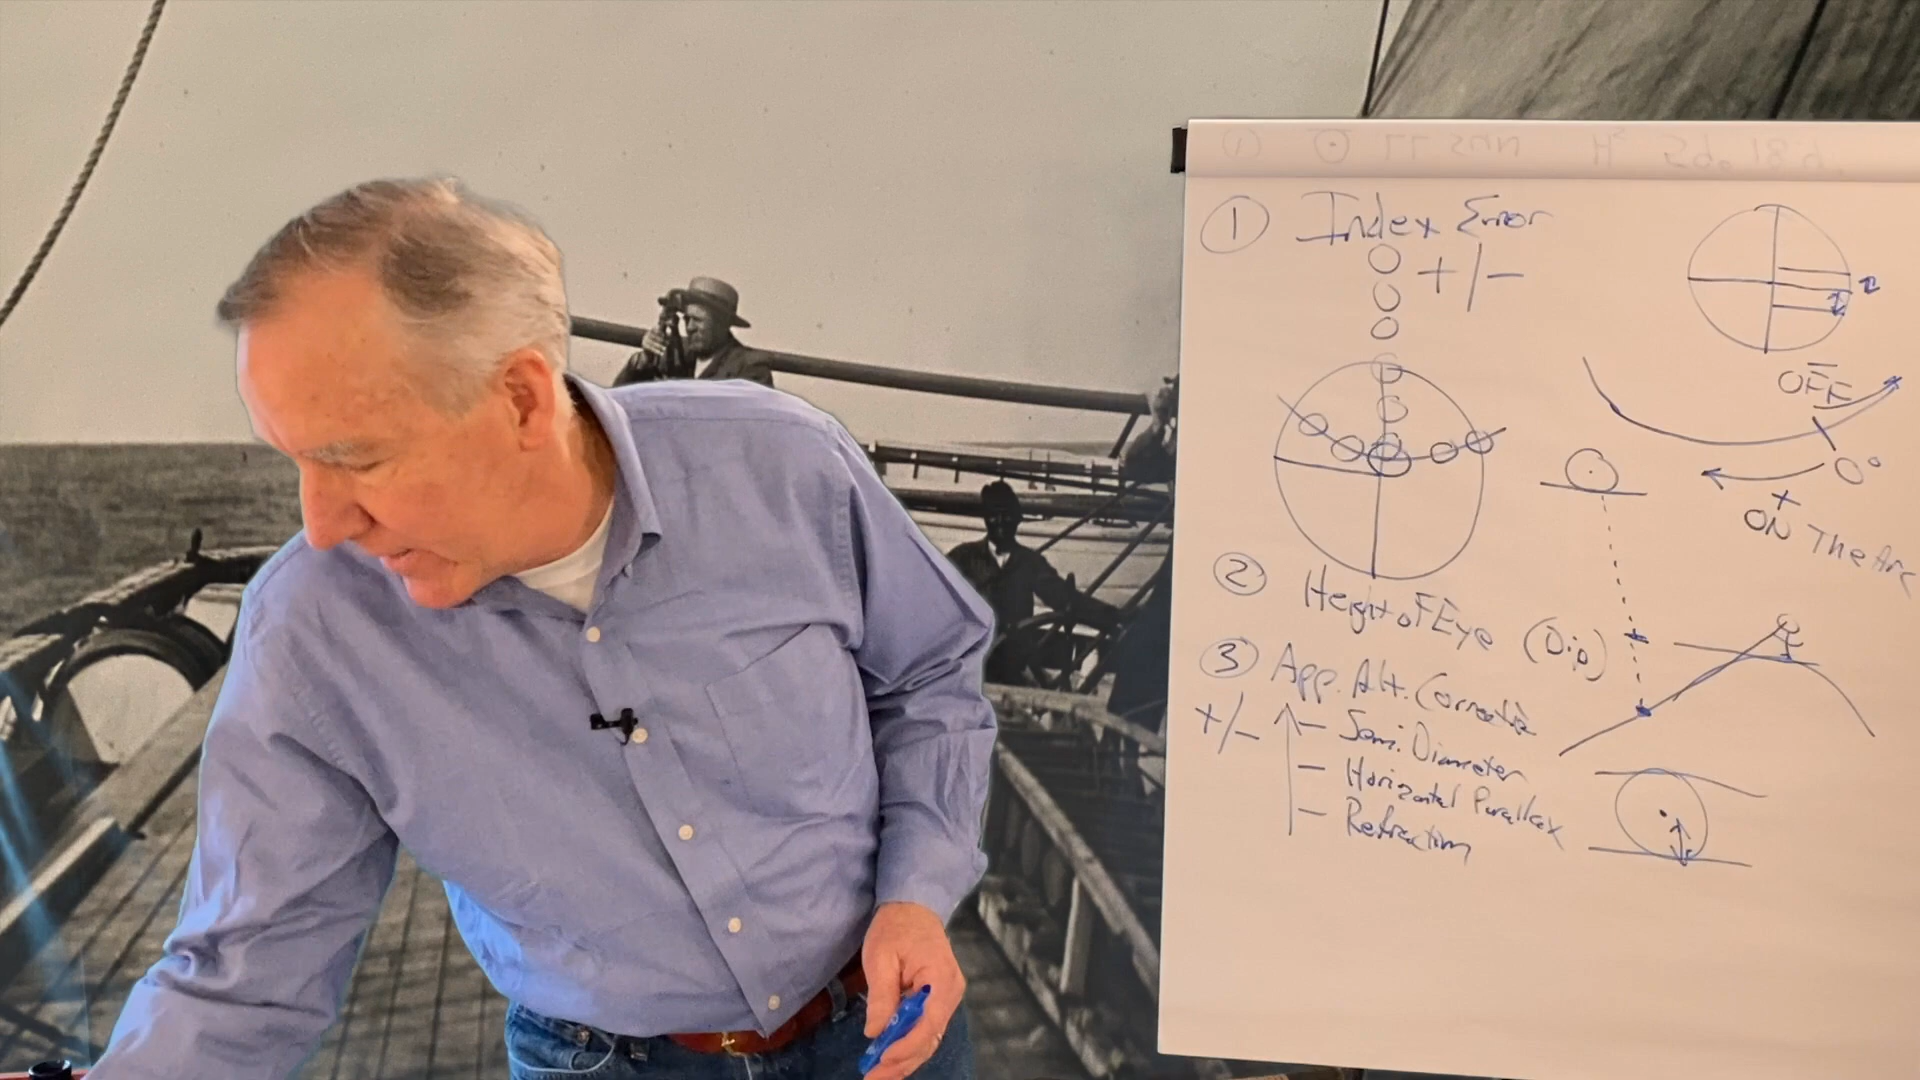 ① Index Error
+/-
OFF
0°
+
ON The Arc
② Height of Eye (Dip)
③ App. Alt. Correction
+/-
- Semi. Diameter
- Horizontal Parallax
- Refraction